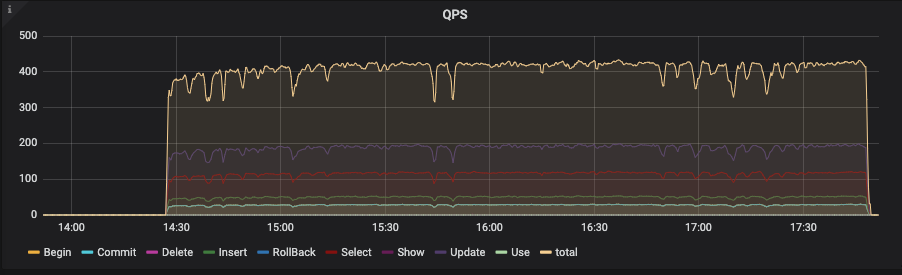 i
QPS
500
400
300
200
100
0
14:00 14:30 15:00 15:30 16:00 16:30 17:00 17:30
Begin Commit Delete Insert RollBack Select Show Update Use total